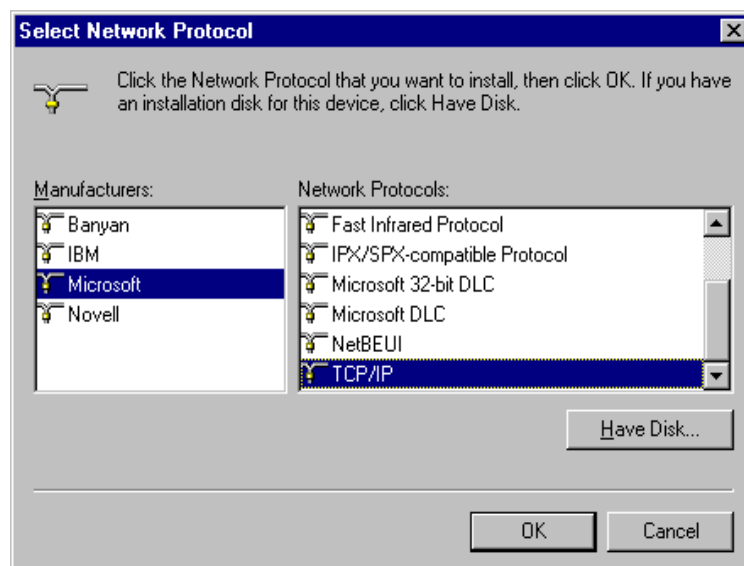 Select Network Protocol
Click the Network Protocol that you want to install, then click OK. If you have
an installation disk for this device, click Have Disk.
Manufacturers:
Banyan
IBM
Microsoft
Novell
Network Protocols:
Fast Infrared Protocol
IPX/SPX-compatible Protocol
Microsoft 32-bit DLC
Microsoft DLC
NetBEUI
TCP/IP
Have Disk...
OK
Cancel